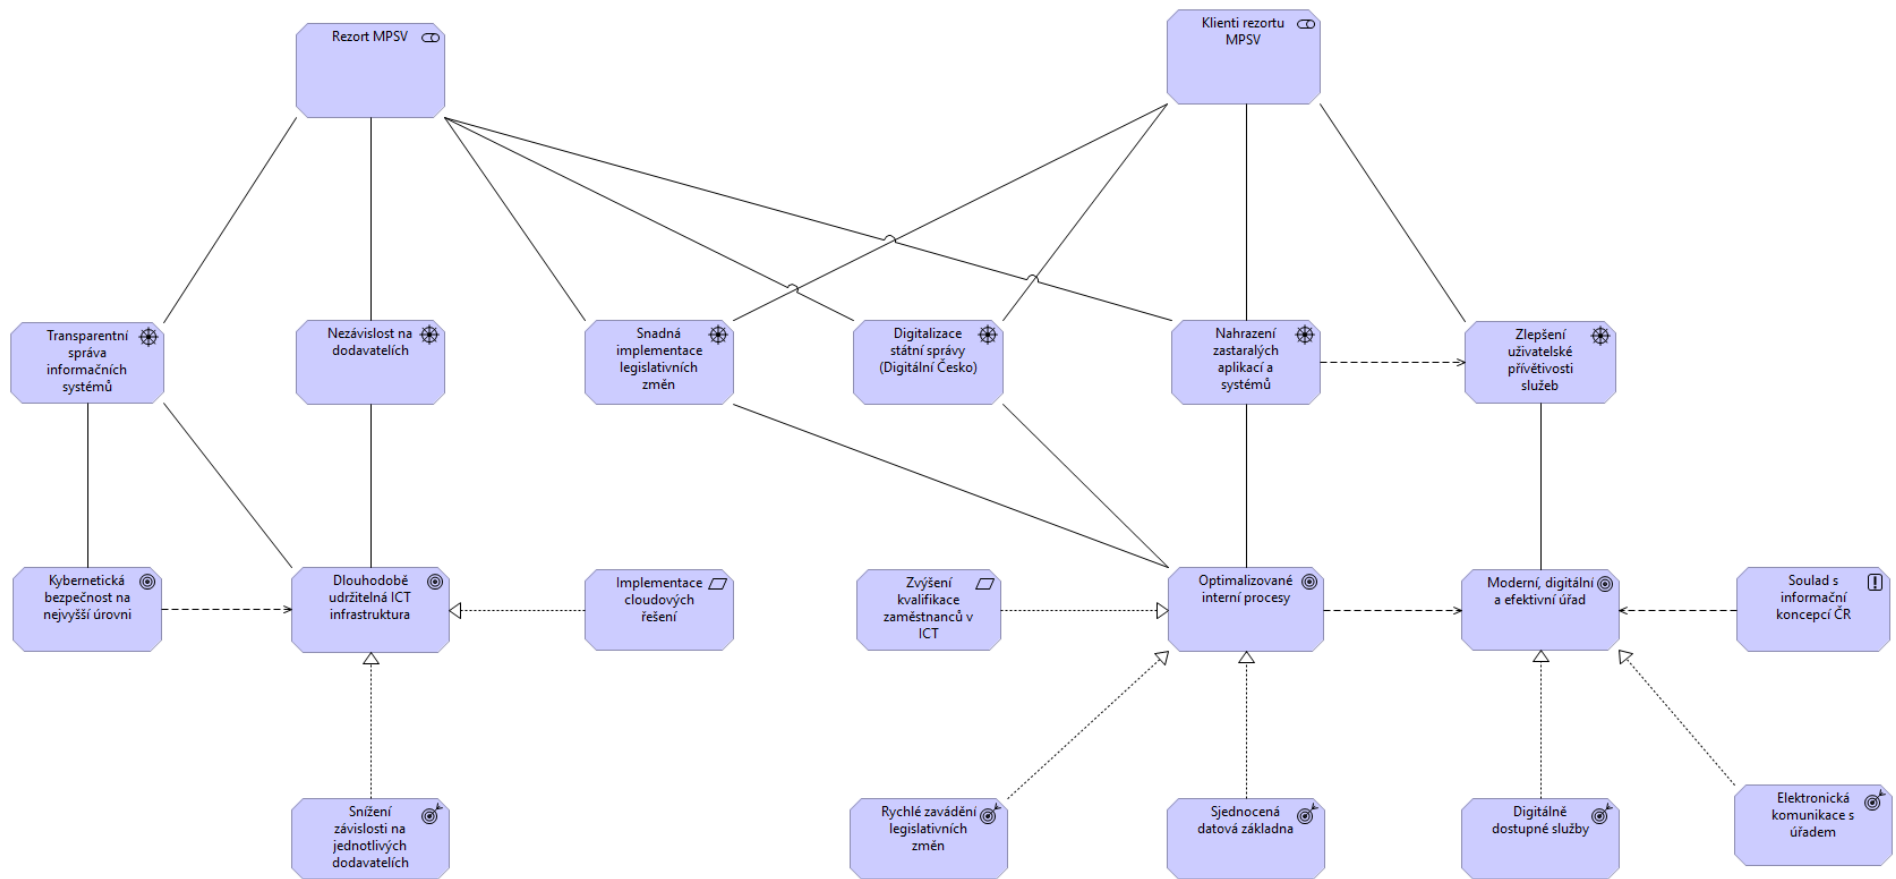 Rezort MPSV
Klienti rezortu
MPSV
Transparentní
správa
informačních
systémů
Nezávislost na
dodavatelích
Snadná
implementace
legislativních
změn
Digitalizace
státní správy
(Digitální Česko)
Nahrazení
zastaralých
aplikací a
systémů
Zlepšení
uživatelské
přívětivosti
služeb
Kybernetická
bezpečnost na
nejvyšší úrovni
Dlouhodobě
udržitelná ICT
infrastruktura
Implementace
cloudových
řešení
Zvýšení
kvalifikace
zaměstnanců v
ICT
Optimalizované
interní procesy
Moderní, digitální
a efektivní úřad
Soulad s
informační
koncepcí ČR
Snížení
závislosti na
jednotlivých
dodavatelích
Rychlé zavádění
legislativních
změn
Sjednocená
datová základna
Digitálně
dostupné služby
Elektronická
komunikace s
úřadem